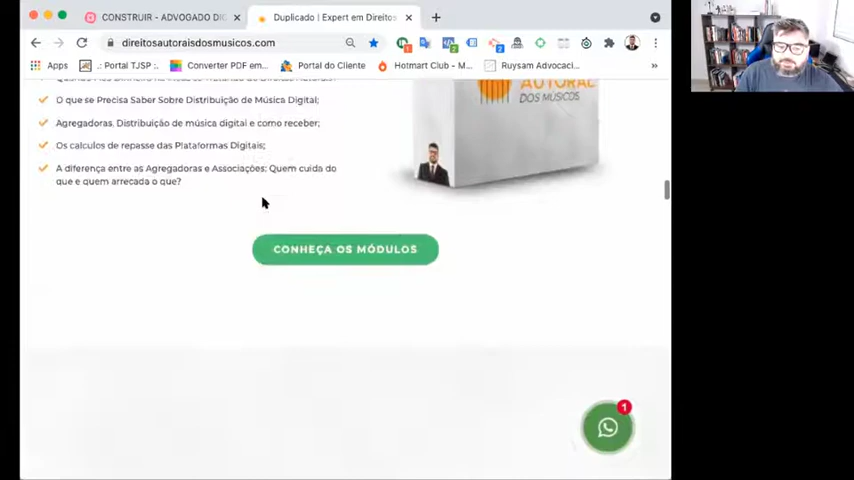 CONSTRUIR - ADVOGADO DI
Duplicado | Expert em Direitos
direitosautoraisdosmusicos.com
Apps
.: Portal TJSP :.
Converter PDF em...
Portal do Cliente
Hotmart Club – M...
Ruysam Advocaci...
»
AUTORAL
DOS MÚSICOS
O que se Precisa Saber Sobre Distribuição de Música Digital;
Agregadoras, Distribuição de música digital e como receber;
Os calculos de repasse das Plataformas Digitais;
A diferença entre as Agregadoras e Associações: Quem cuida do
que e quem arrecada o que?
CONHEÇA OS MÓDULOS
1